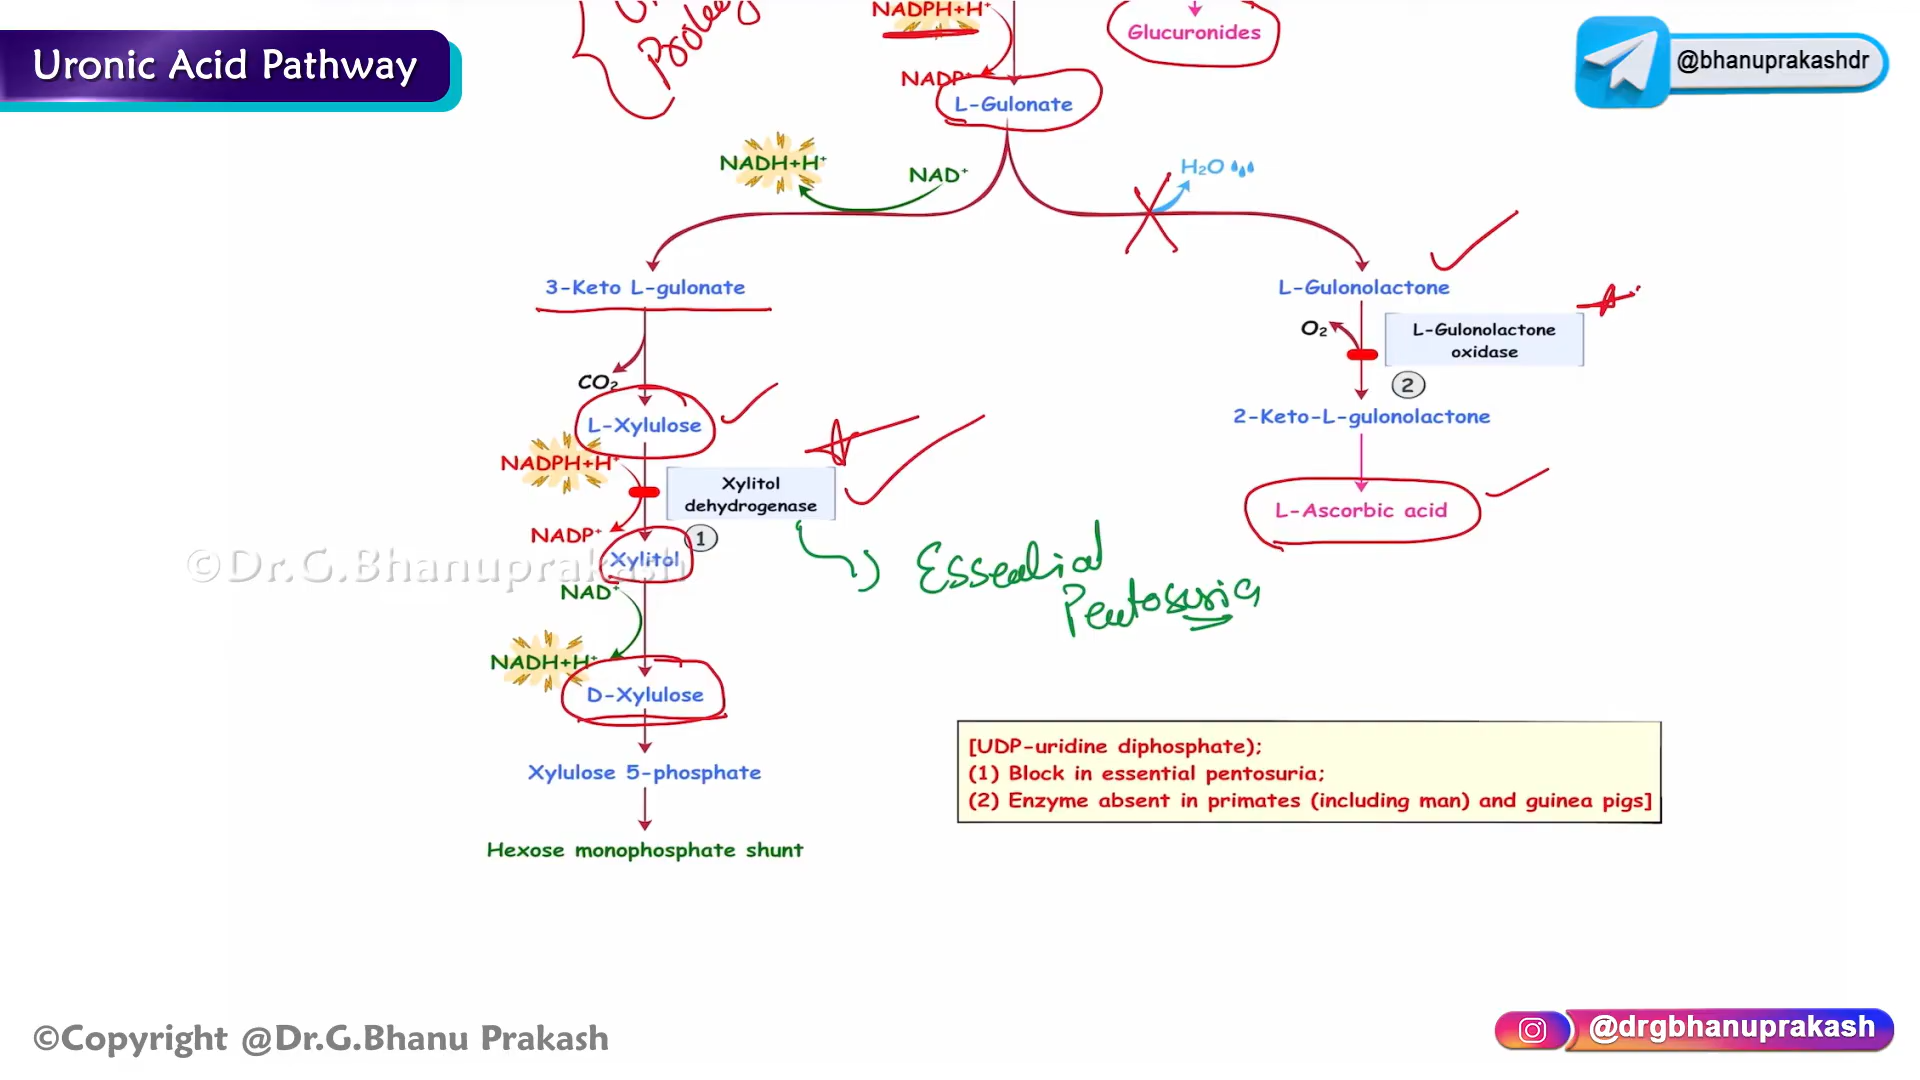 Uronic Acid Pathway
@bhanuprakashdr
NADPH+H⁺
Glucuronides
NADP⁺
L-Gulonate
NADH+H⁺
NAD⁺
H₂O
3-Keto L-gulonate
L-Gulonolactone
O₂
L-Gulonolactone
oxidase
2
CO₂
L-Xylulose
2-Keto-L-gulonolactone
NADPH+H⁺
Xylitol
dehydrogenase
NADP⁺
1
Xylitol
L-Ascorbic acid
©Dr.G.Bhanuprakash
Essential
Pentosuria
NAD⁺
NADH+H⁺
D-Xylulose
Xylulose 5-phosphate
Hexose monophosphate shunt
[UDP-uridine diphosphate);
(1) Block in essential pentosuria;
(2) Enzyme absent in primates (including man) and guinea pigs]
©Copyright @Dr.G.Bhanu Prakash
@drgbhanuprakash